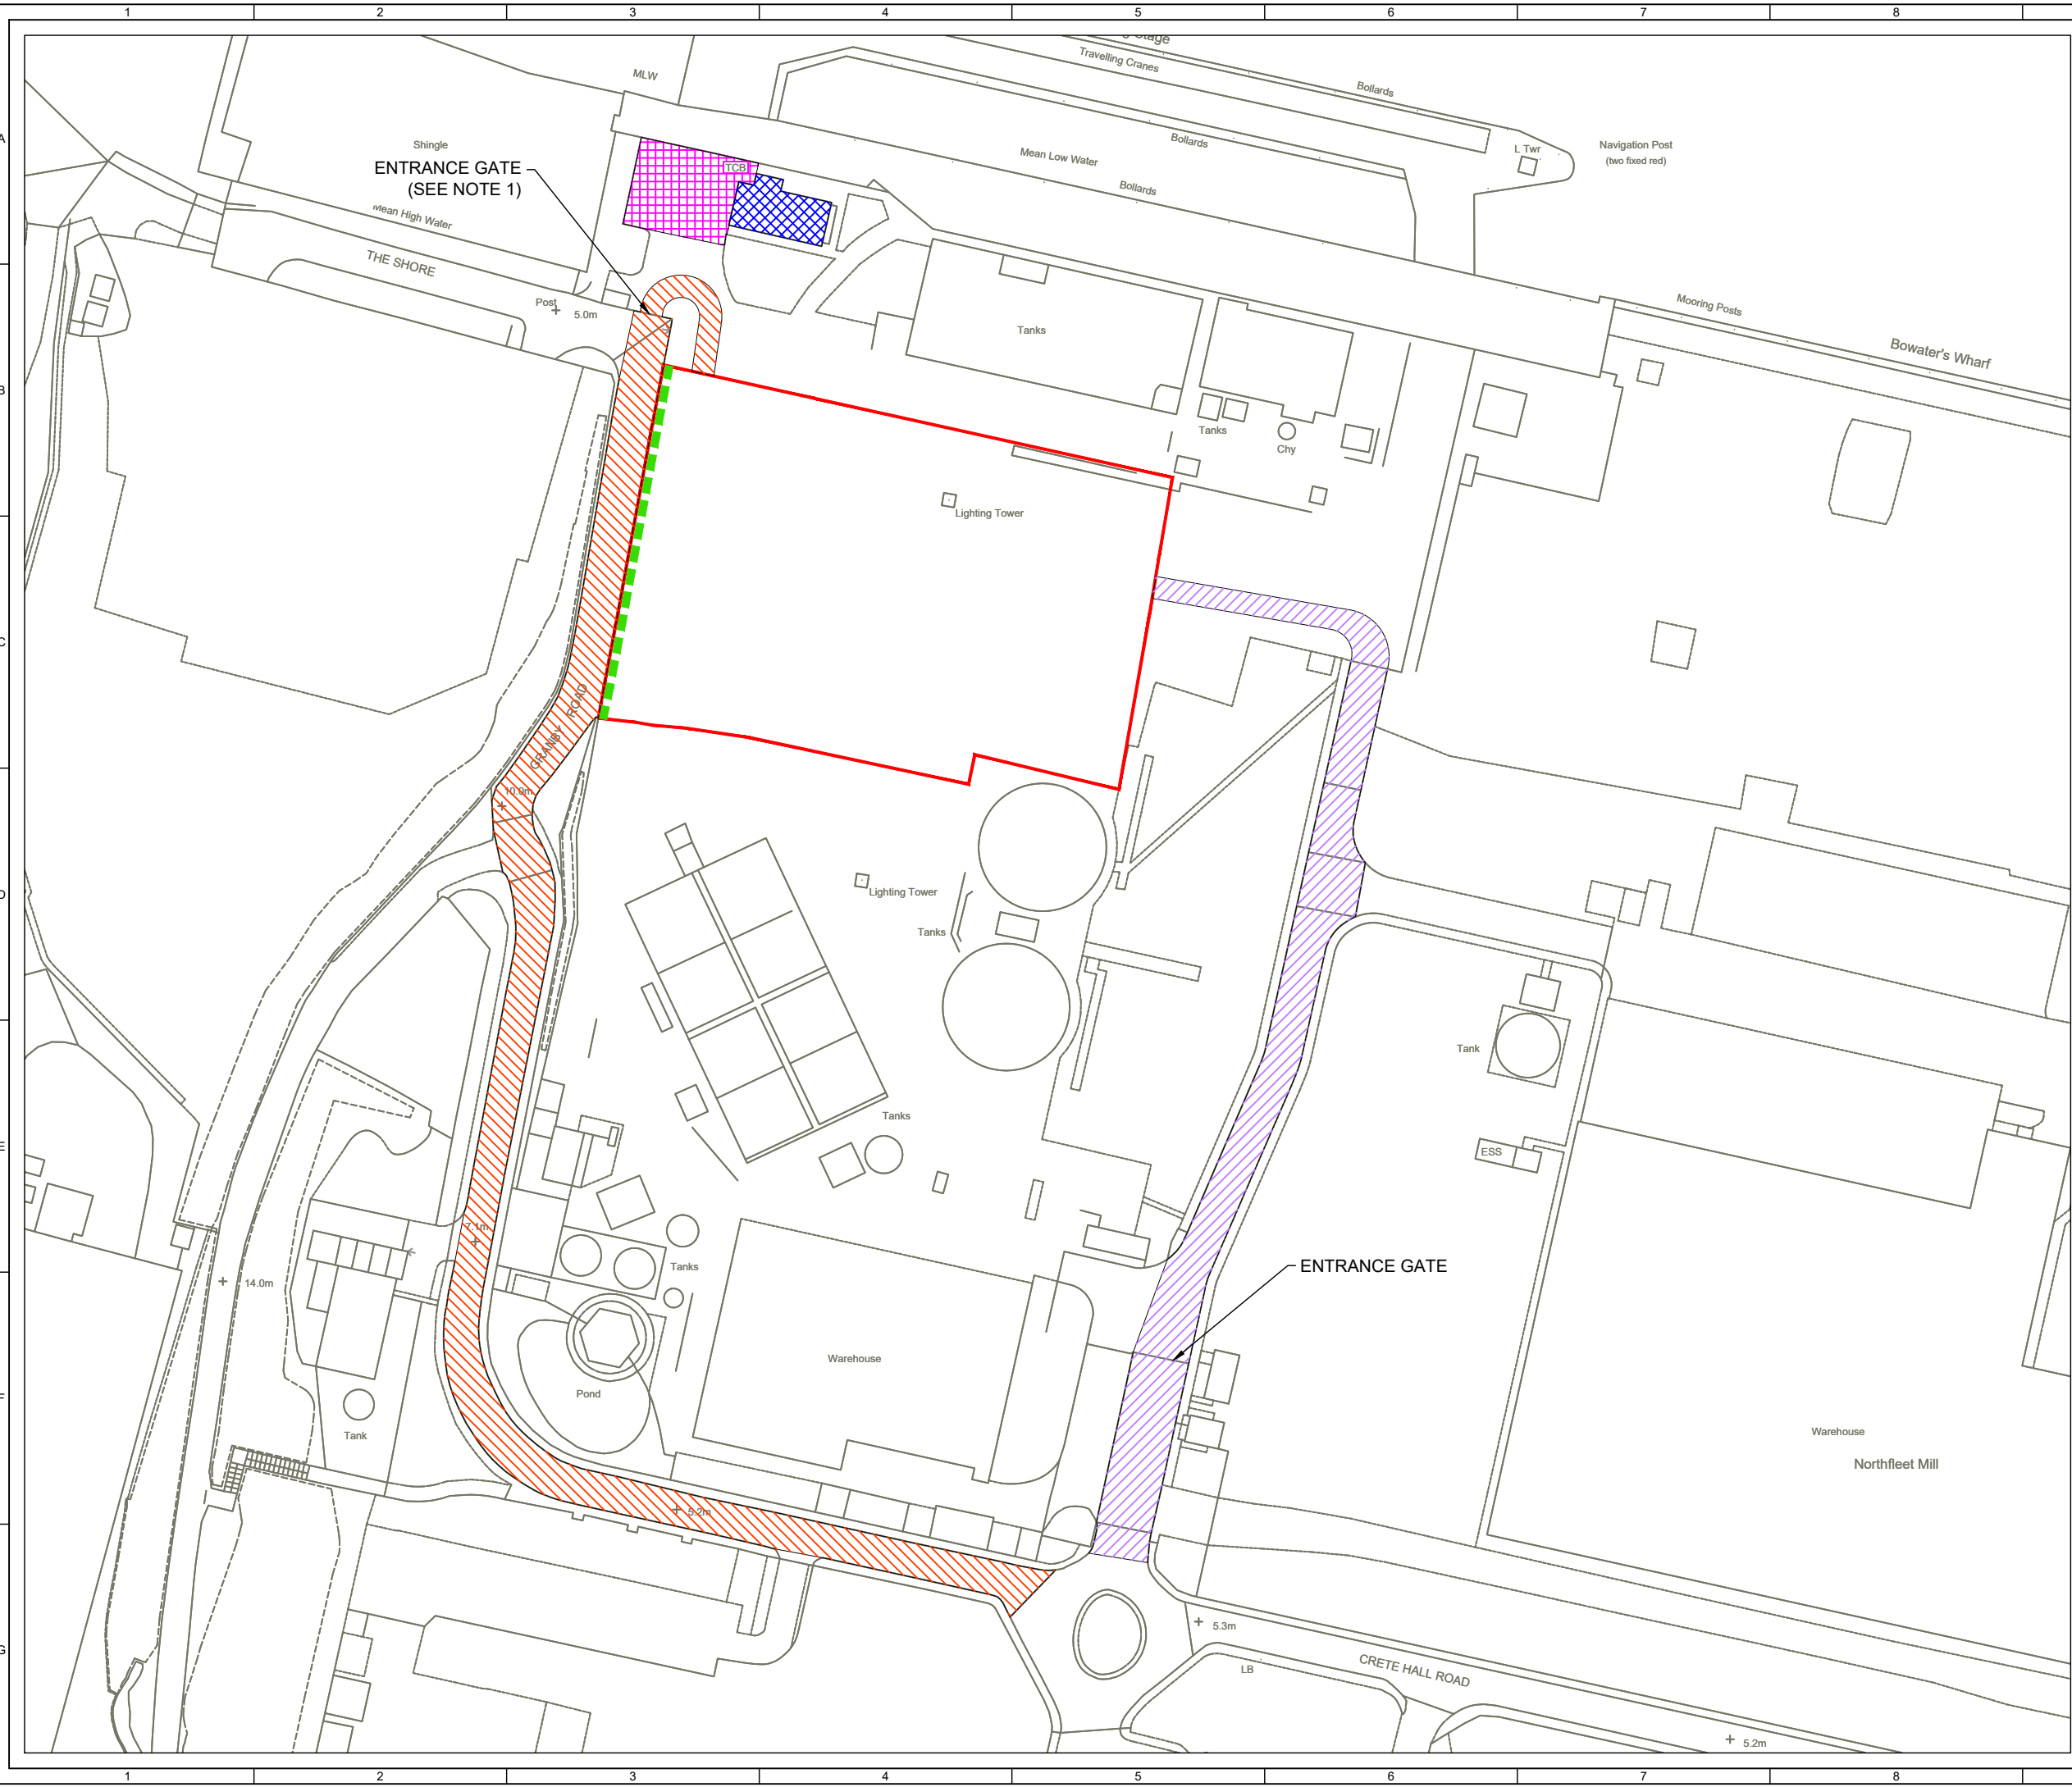 1 2 3 4 5 6 7 8
A
B
C
D
E
F
G
Stage
Travelling Cranes
Bollards
MLW
Shingle
Bollards
Navigation Post
(two fixed red)
L Twr
Mean Low Water
Bollards
TCB
ENTRANCE GATE
(SEE NOTE 1)
Mean High Water
THE SHORE
Post
5.0m
Tanks
Mooring Posts
Bowater's Wharf
Tanks
Chy
Lighting Tower
GRANBY ROAD
10.0m
Lighting Tower
Tanks
Tank
Tanks
ESS
7.1m
14.0m
Tanks
ENTRANCE GATE
Warehouse
Pond
Tank
Warehouse
Northfleet Mill
5.2m
5.3m
CRETE HALL ROAD
LB
5.2m
1 2 3 4 5 6 7 8